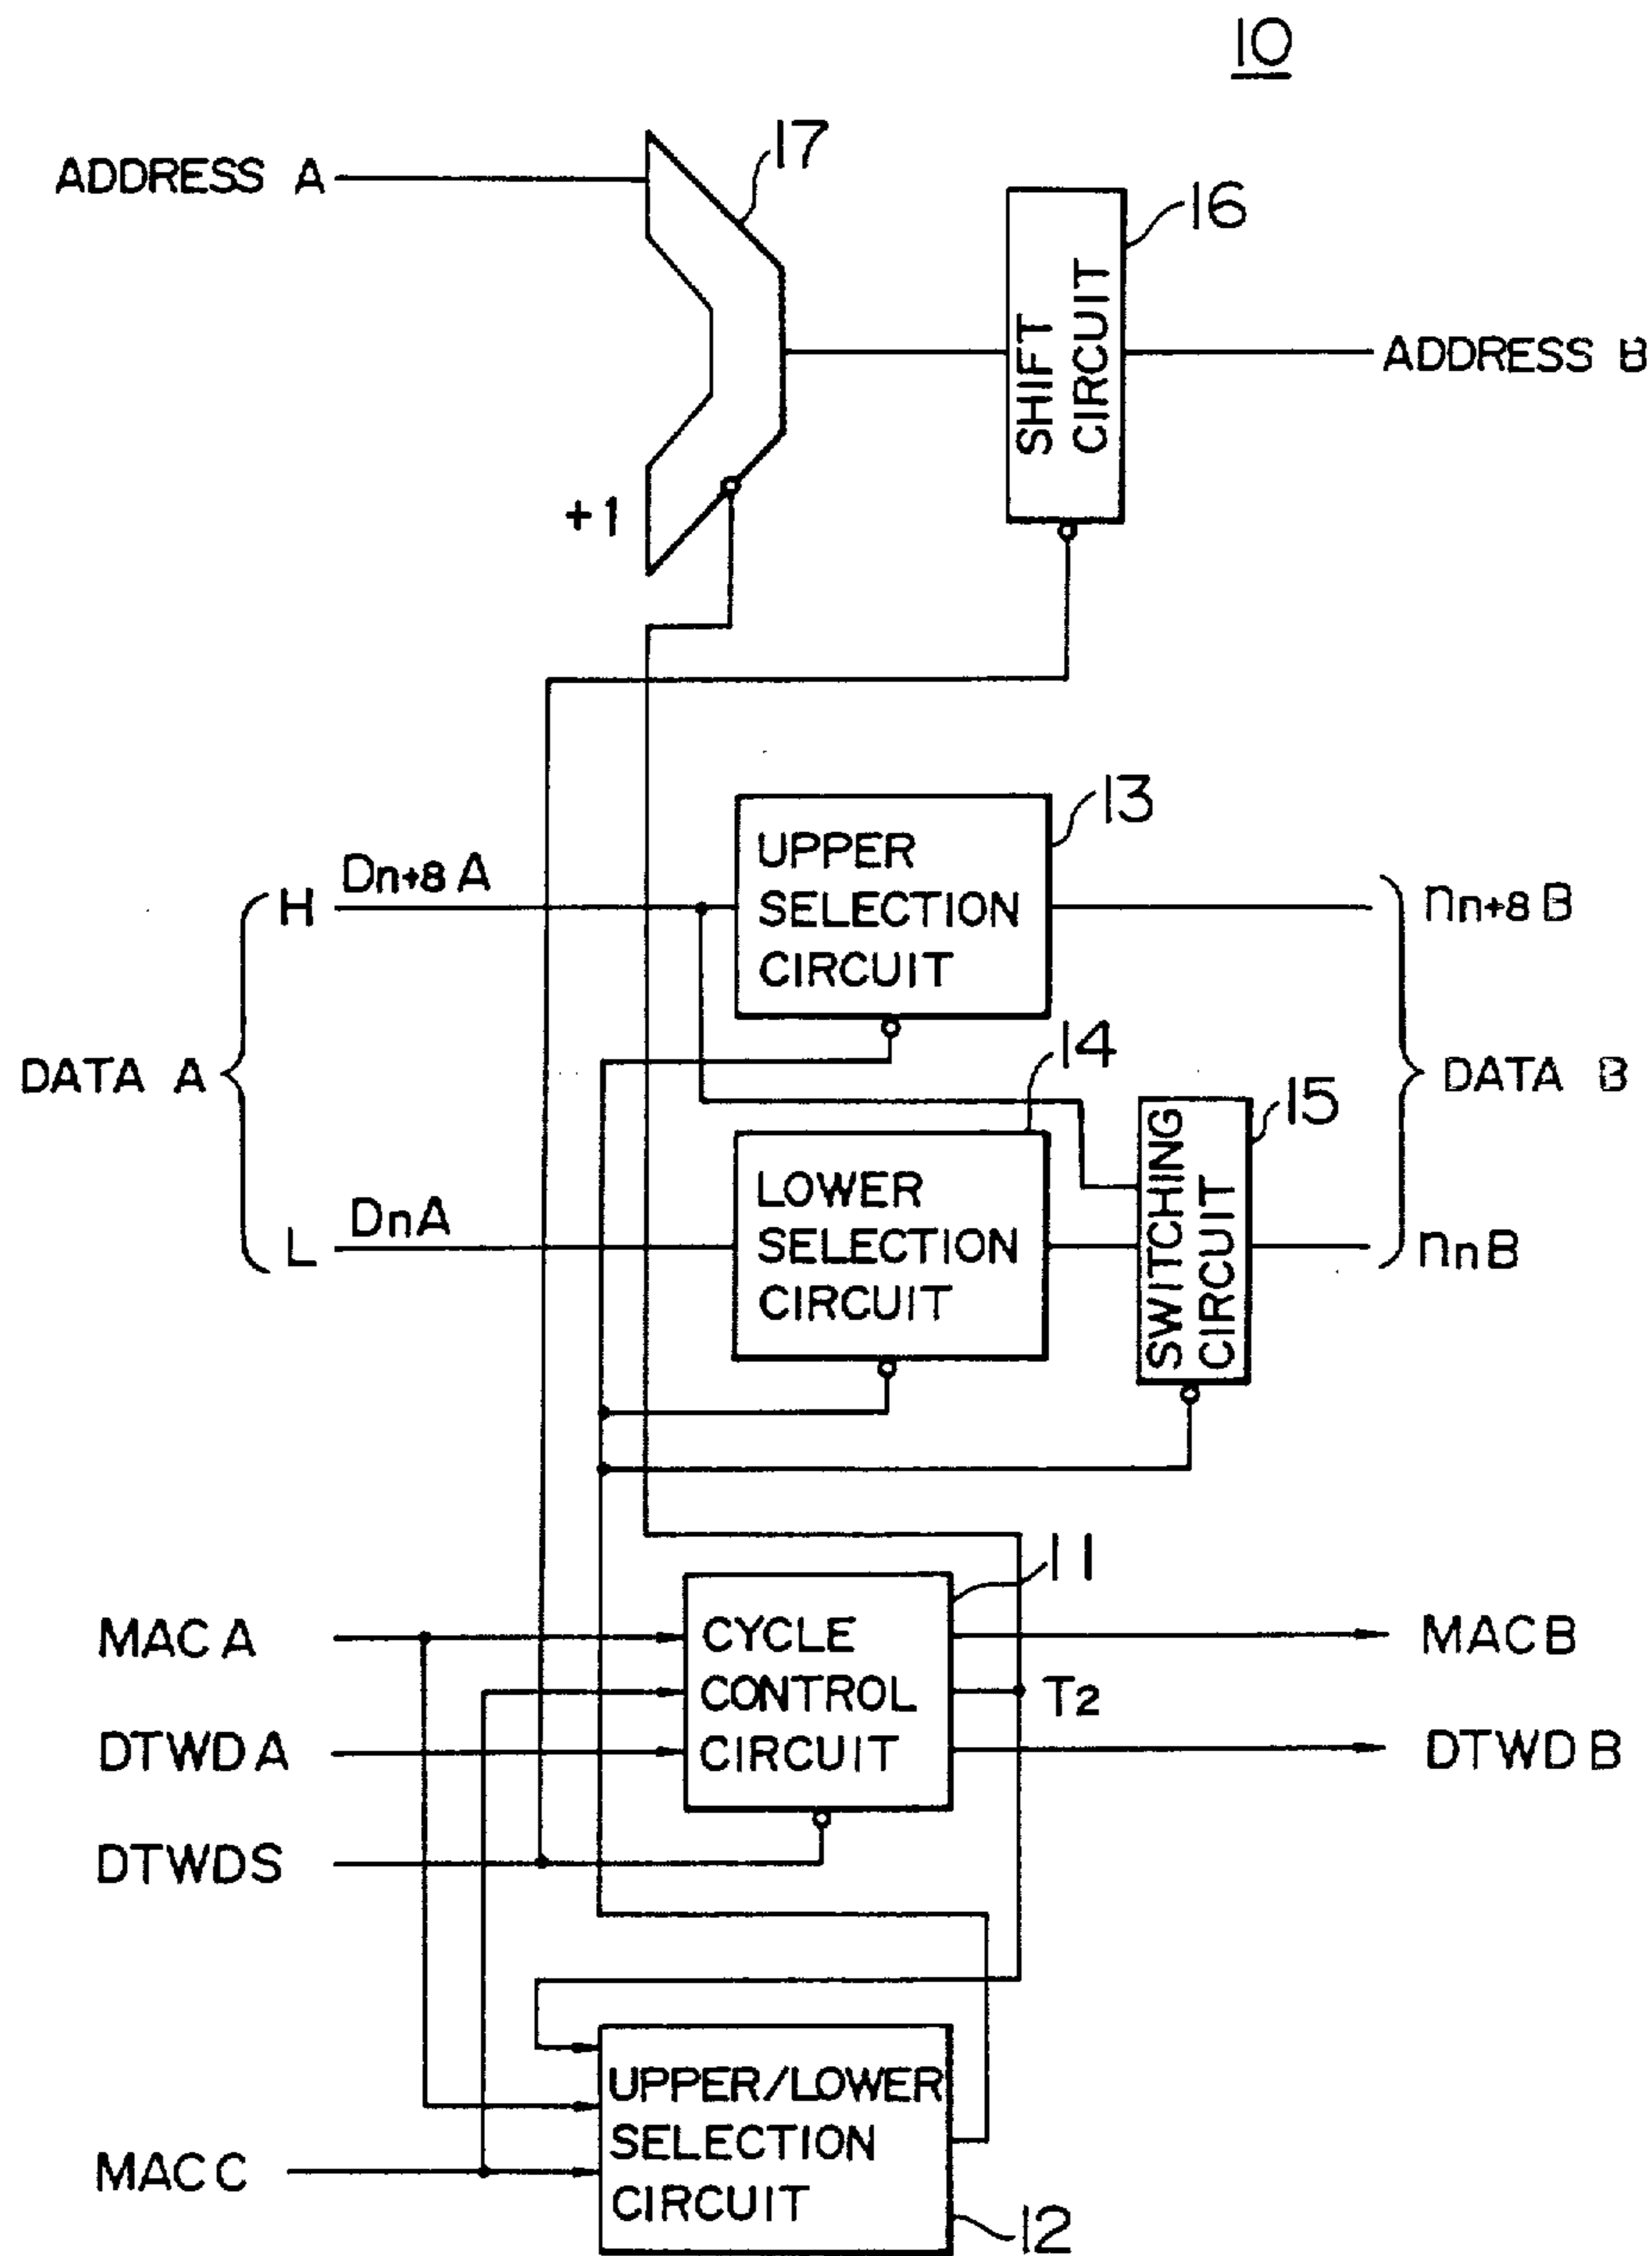 10
17
ADDRESS A
16
SHIFT
CIRCUIT
ADDRESS B
+1
13
UPPER
SELECTION
CIRCUIT
H
Dn+8 A
nn+8 B
DATA A
14
15
DATA B
LOWER
SELECTION
CIRCUIT
SWITCHING
CIRCUIT
L
DnA
nnB
11
MAC A
CYCLE
CONTROL
CIRCUIT
MAC B
T2
DTWD A
DTWD B
DTWDS
UPPER/LOWER
SELECTION
CIRCUIT
MAC C
12